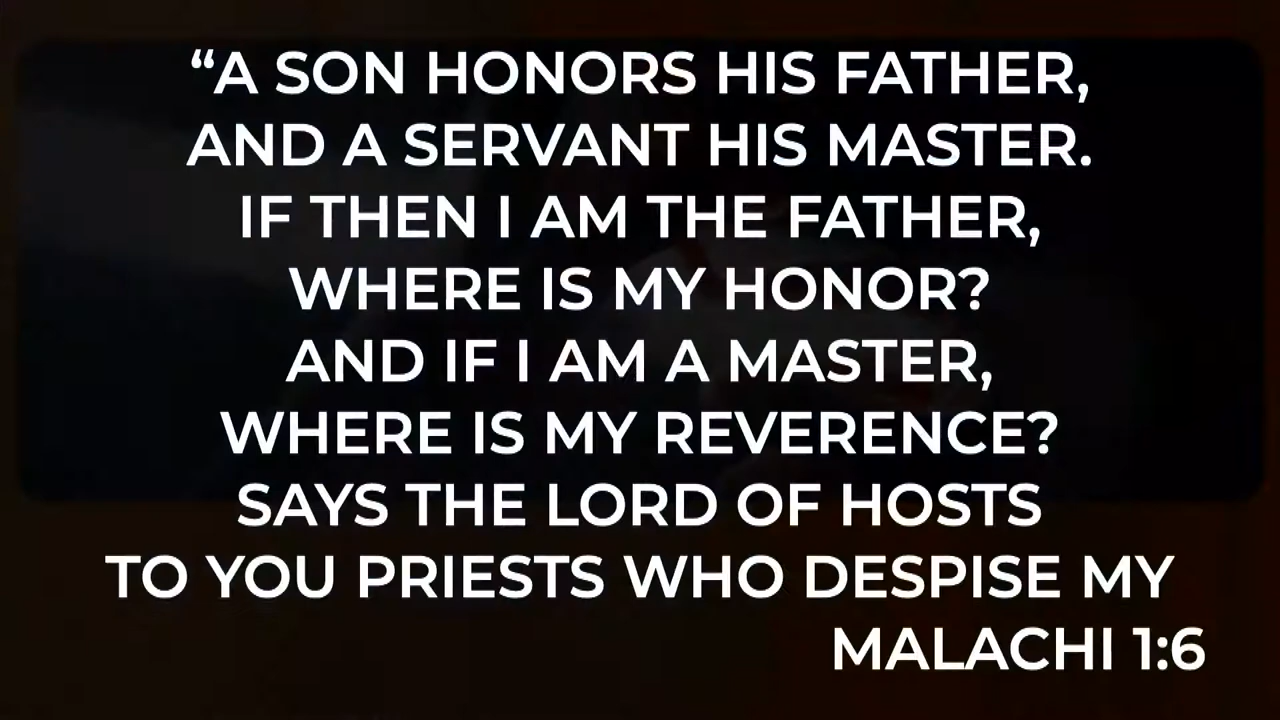 “A SON HONORS HIS FATHER,
AND A SERVANT HIS MASTER.
IF THEN I AM THE FATHER,
WHERE IS MY HONOR?
AND IF I AM A MASTER,
WHERE IS MY REVERENCE?
SAYS THE LORD OF HOSTS
TO YOU PRIESTS WHO DESPISE MY
MALACHI 1:6